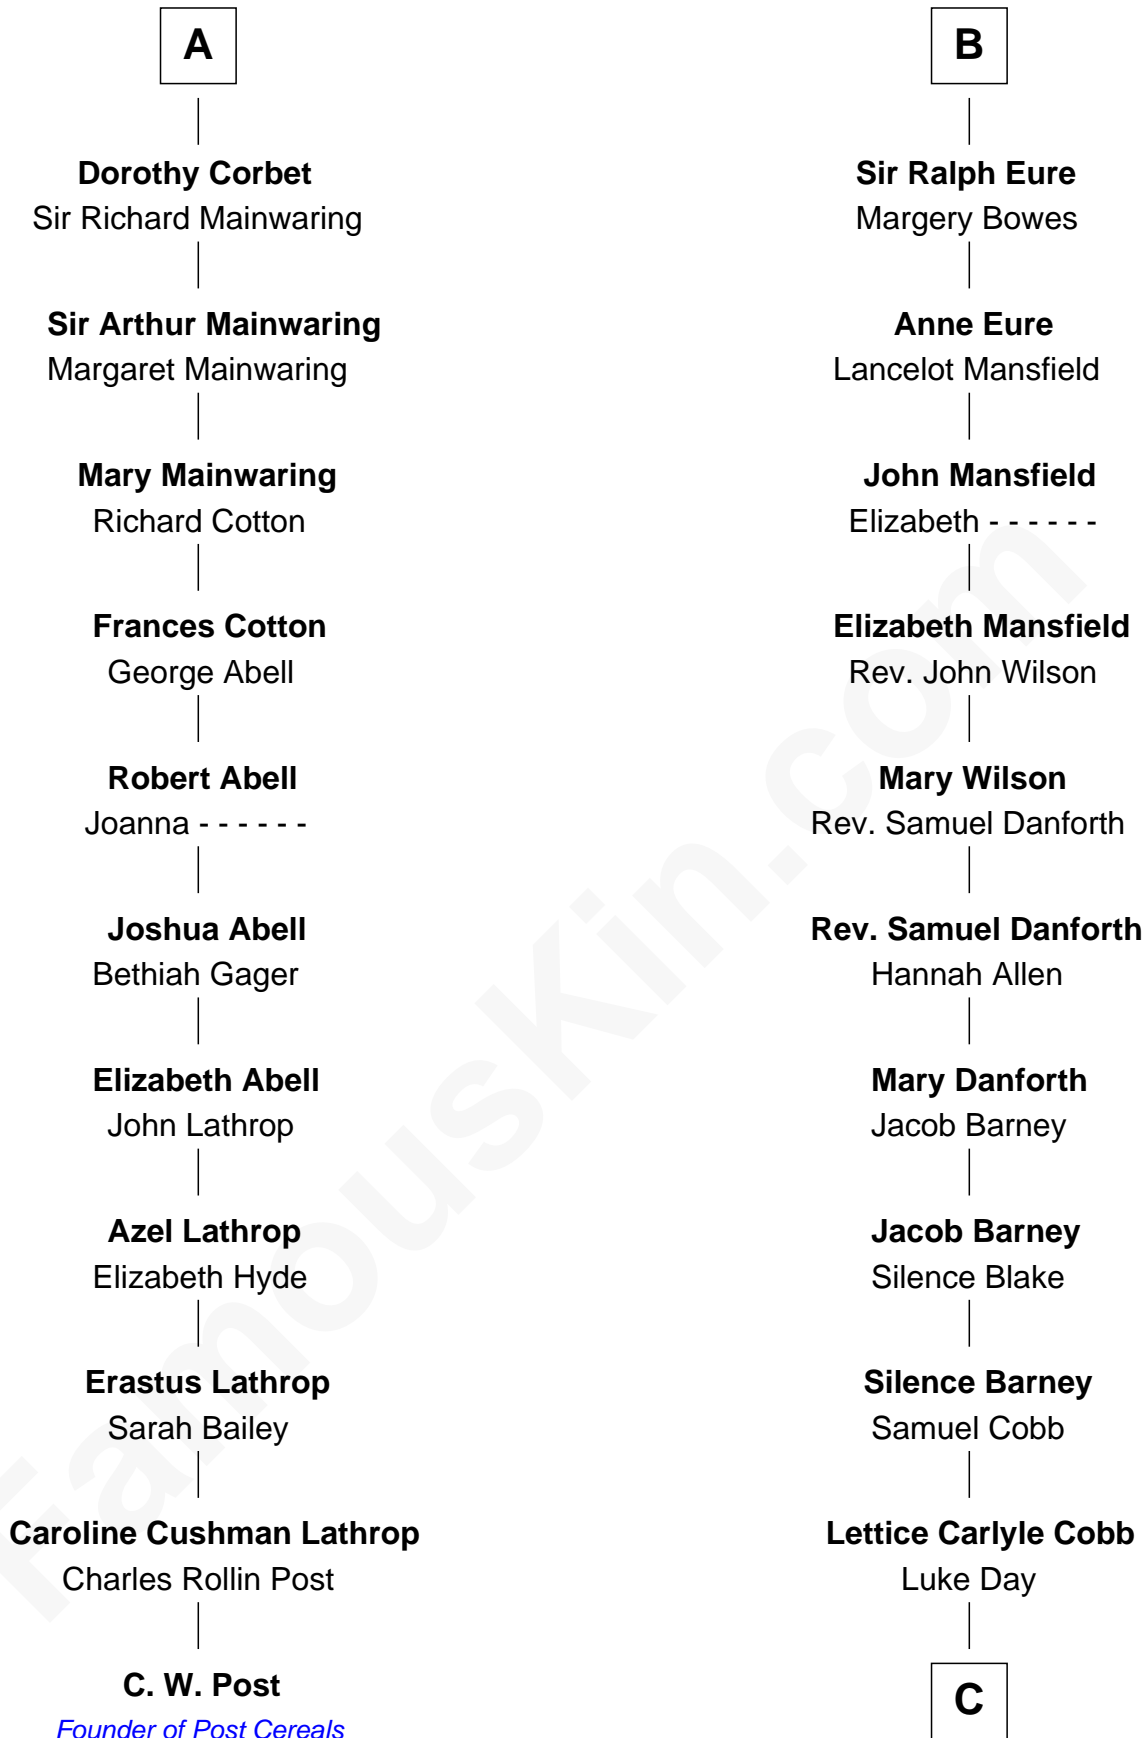 A
Dorothy Corbet
Sir Richard Mainwaring
Sir Arthur Mainwaring
Margaret Mainwaring
Mary Mainwaring
Richard Cotton
Frances Cotton
George Abell
Robert Abell
Joanna - - - - - -
Joshua Abell
Bethiah Gager
Elizabeth Abell
John Lathrop
Azel Lathrop
Elizabeth Hyde
Erastus Lathrop
Sarah Bailey
Caroline Cushman Lathrop
Charles Rollin Post
C. W. Post
Founder of Post Cereals
B
Sir Ralph Eure
Margery Bowes
Anne Eure
Lancelot Mansfield
John Mansfield
Elizabeth - - - - - -
Elizabeth Mansfield
Rev. John Wilson
Mary Wilson
Rev. Samuel Danforth
Rev. Samuel Danforth
Hannah Allen
Mary Danforth
Jacob Barney
Jacob Barney
Silence Blake
Silence Barney
Samuel Cobb
Lettice Carlyle Cobb
Luke Day
C
FamousKin.com